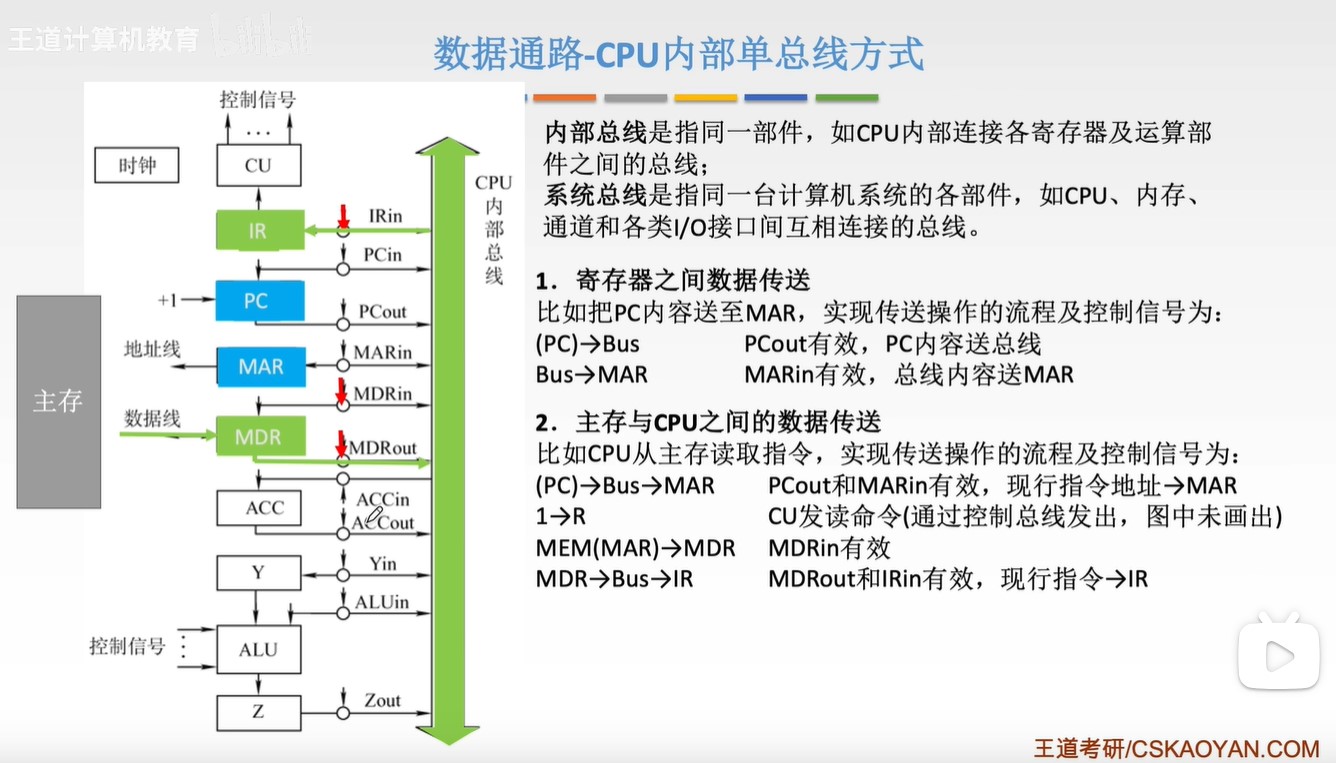 王道计算机教育
数据通路-CPU内部单总线方式
控制信号
...
时钟
CU
IRin
IR
PCin
+1
PC
PCout
地址线
MAR
MARin
主存
MDRin
数据线
MDR
MDRout
ACCin
ACC
ACCout
Yin
Y
ALUin
控制信号
ALU
Zout
Z
CPU
内
部
总
线
内部总线是指同一部件，如CPU内部连接各寄存器及运算部
件之间的总线；
系统总线是指同一台计算机系统的各部件，如CPU、内存、
通道和各类I/O接口间互相连接的总线。
1．寄存器之间数据传送
比如把PC内容送至MAR，实现传送操作的流程及控制信号为：
(PC)→Bus PCout有效，PC内容送总线
Bus→MAR MARin有效，总线内容送MAR
2．主存与CPU之间的数据传送
比如CPU从主存读取指令，实现传送操作的流程及控制信号为：
(PC)→Bus→MAR PCout和MARin有效，现行指令地址→MAR
1→R CU发读命令(通过控制总线发出，图中未画出)
MEM(MAR)→MDR MDRin有效
MDR→Bus→IR MDRout和IRin有效，现行指令→IR
王道考研/CSKAOYAN.COM